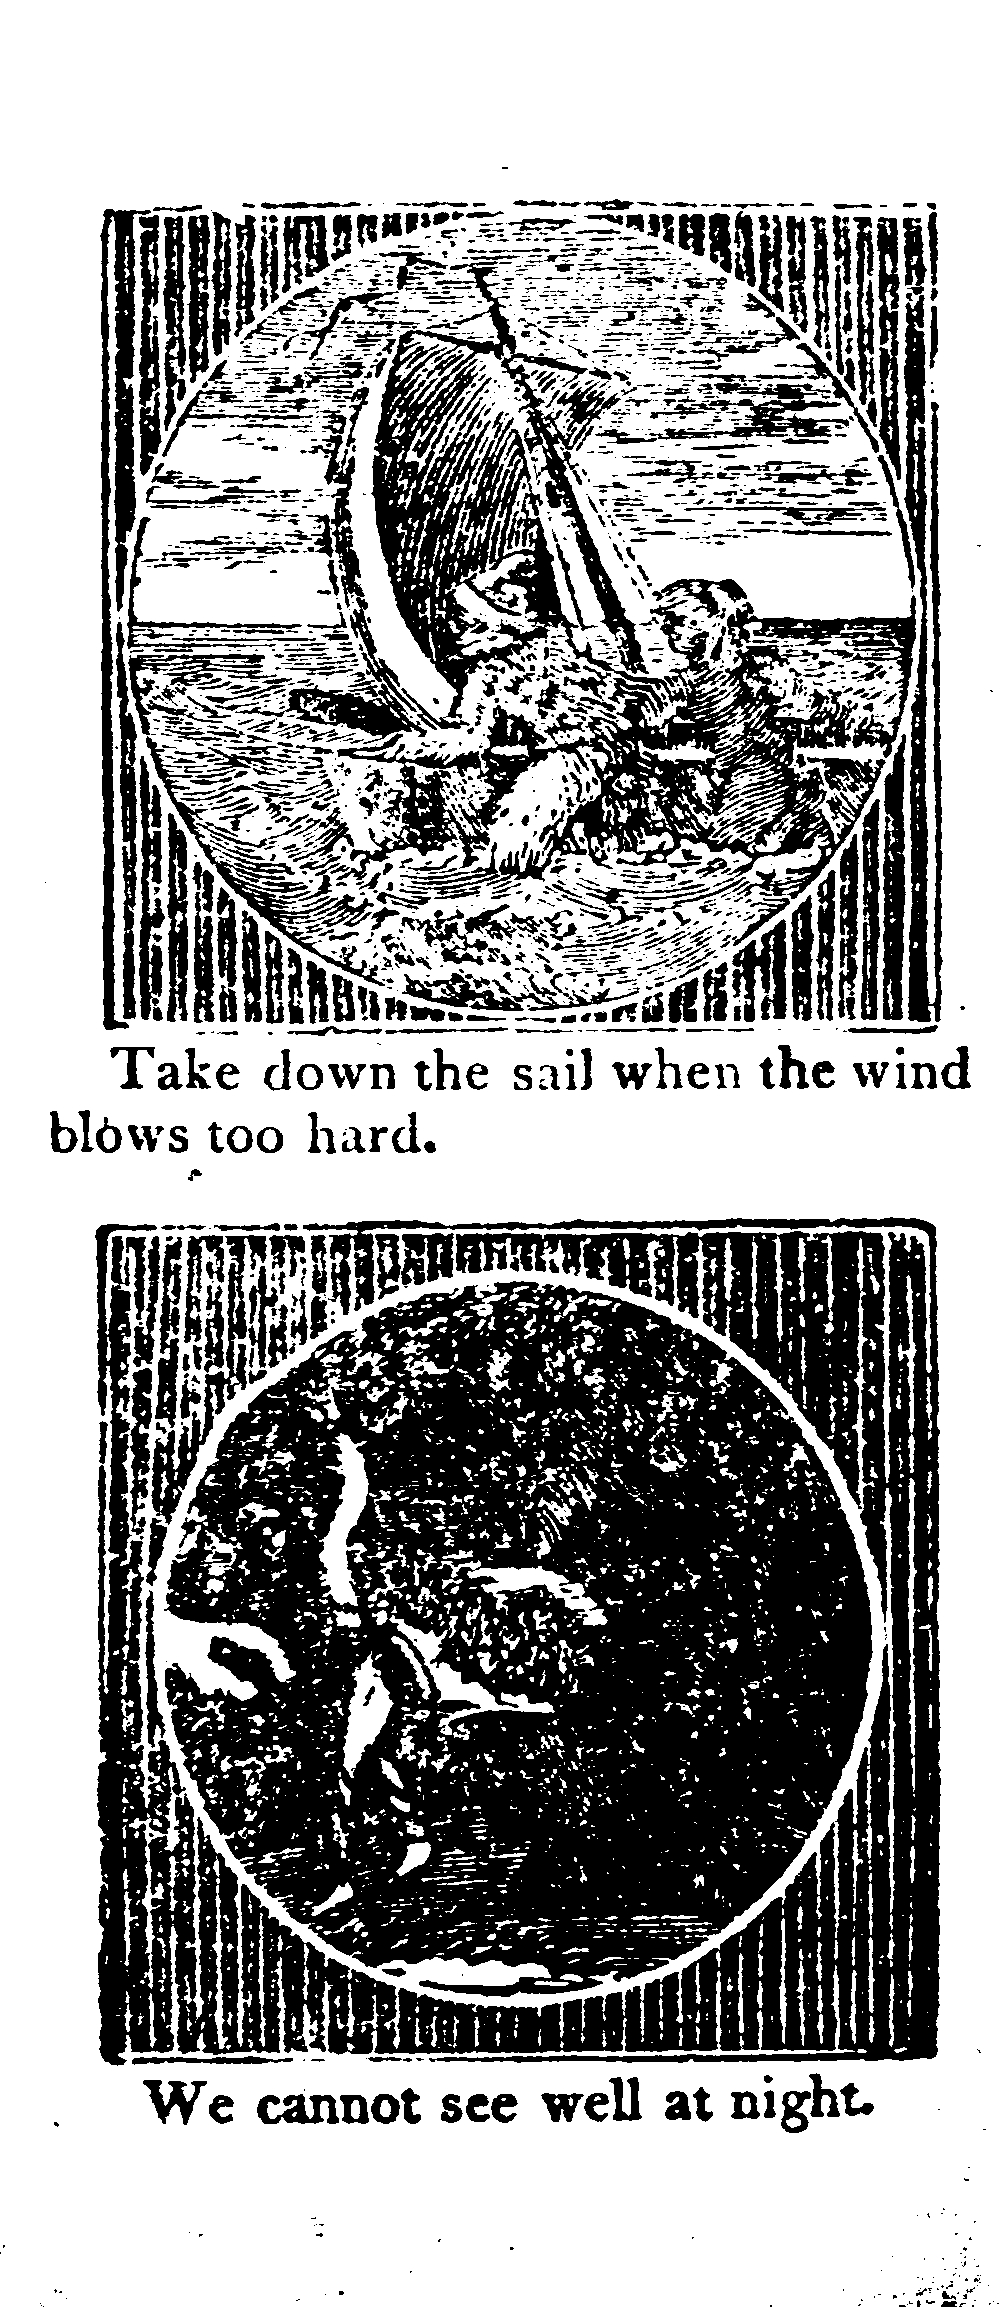 Take down the sail when the wind
blows too hard.
We cannot see well at night.